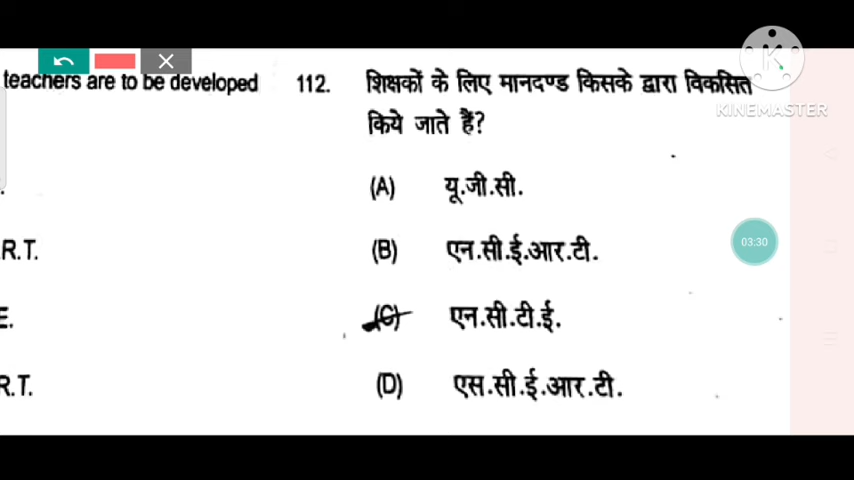 teachers are to be developed
112. शिक्षकों के लिए मानदण्ड किसके द्वारा विकसित
किये जाते हैं?
(A) यू.जी.सी.
R.T. (B) एन.सी.ई.आर.टी.
E. (C) एन.सी.टी.ई.
R.T. (D) एस.सी.ई.आर.टी.
KINEMASTER
03:30